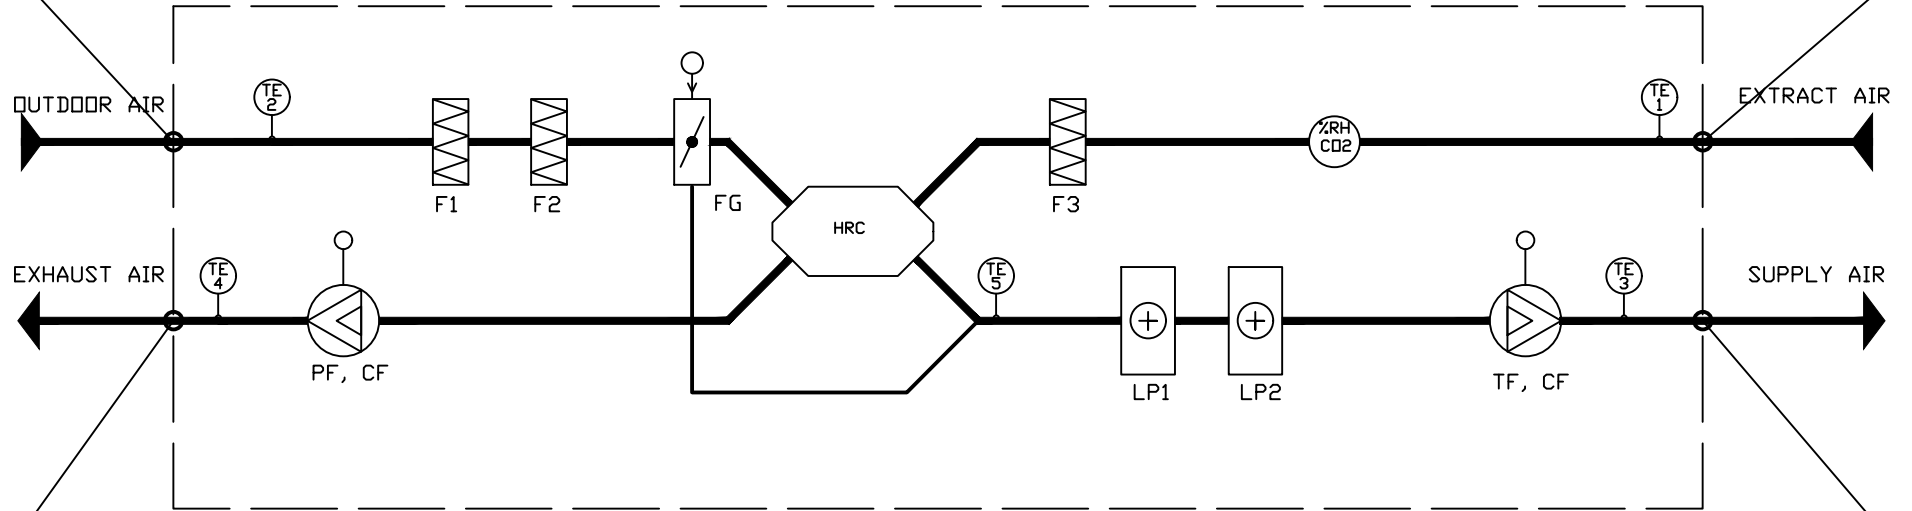 OUTDOOR AIR
TE
2
TE
1
EXTRACT AIR
%RH
CO2
F1
F2
FG
F3
HRC
EXHAUST AIR
TE
4
TE
5
TE
3
SUPPLY AIR
PF, CF
LP1
LP2
TF, CF